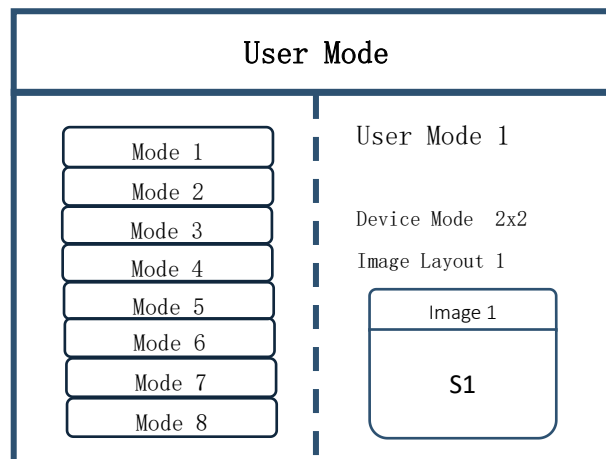 User Mode
Mode 1
Mode 2
Mode 3
Mode 4
Mode 5
Mode 6
Mode 7
Mode 8
User Mode 1
Device Mode 2x2
Image Layout 1
Image 1
S1